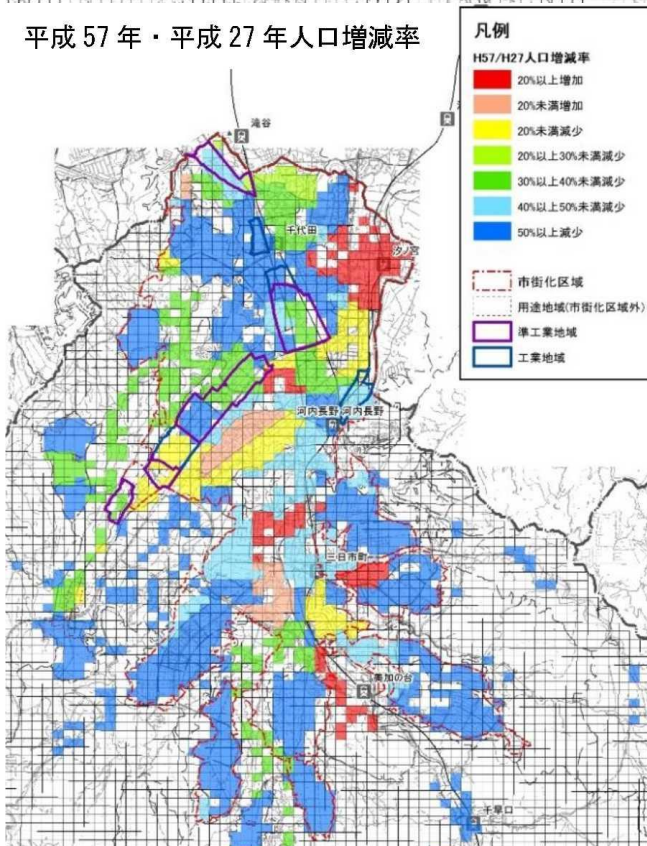 平成 57 年・平成 27 年人口増減率
凡例
H57/H27人口増減率
20%以上増加
20%未満増加
20%未満減少
20%以上30%未満減少
30%以上40%未満減少
40%以上50%未満減少
50%以上減少
市街化区域
用途地域(市街化区域外)
準工業地域
工業地域
滝谷
千代田
汐ノ宮
河内長野 河内長野
三日市町
美加の台
千早口